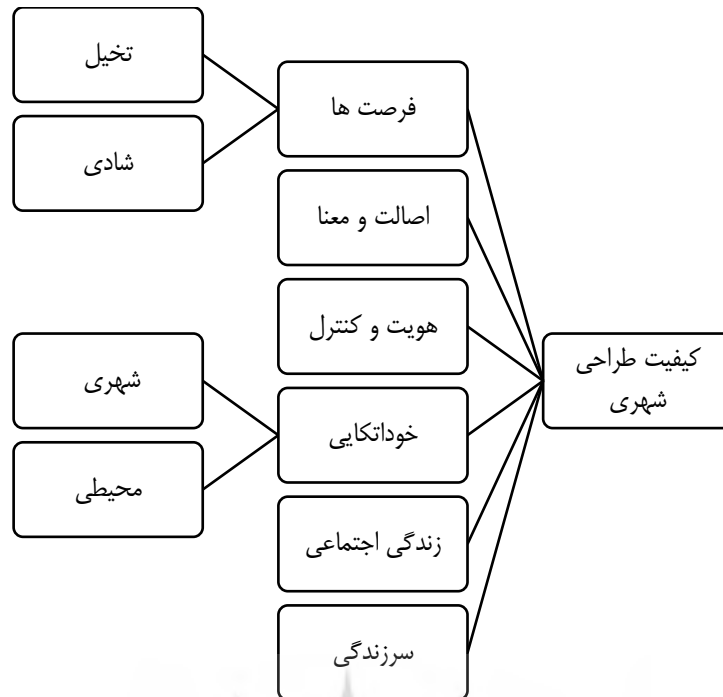 کیفیت طراحی
شهری
فرصت ها
تخیل
شادی
اصالت و معنا
هویت و کنترل
خوداتکایی
شهری
محیطی
زندگی اجتماعی
سرزندگی